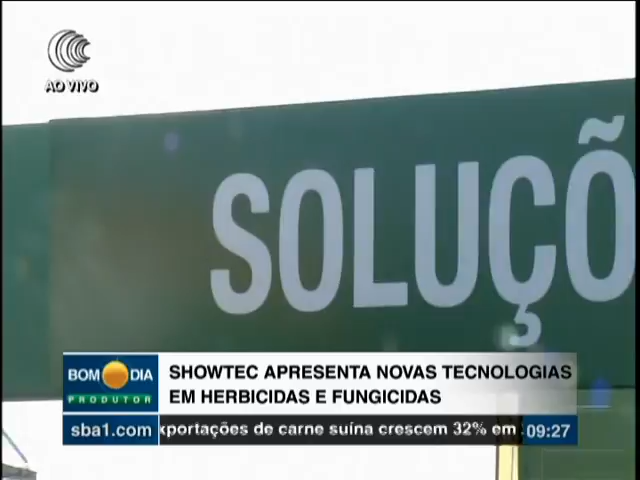 AO VIVO
SOLUÇÕ
BOM DIA
PRODUTOR
SHOWTEC APRESENTA NOVAS TECNOLOGIAS
EM HERBICIDAS E FUNGICIDAS
sba1.com
xportações de carne suína crescem 32% em
09:27